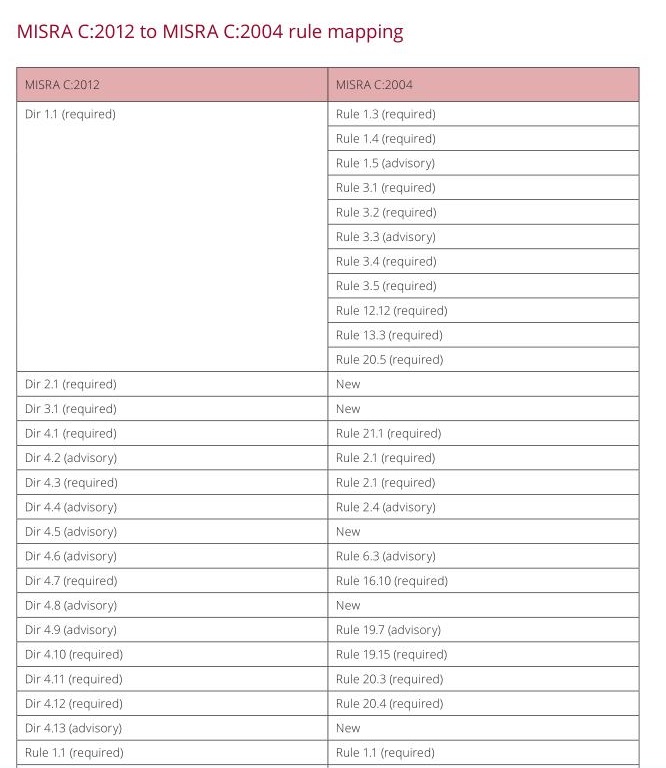 MISRA C:2012 to MISRA C:2004 rule mapping
MISRA C:2012 MISRA C:2004
Dir 1.1 (required) Rule 1.3 (required)
Rule 1.4 (required)
Rule 1.5 (advisory)
Rule 3.1 (required)
Rule 3.2 (required)
Rule 3.3 (advisory)
Rule 3.4 (required)
Rule 3.5 (required)
Rule 12.12 (required)
Rule 13.3 (required)
Rule 20.5 (required)
Dir 2.1 (required) New
Dir 3.1 (required) New
Dir 4.1 (required) Rule 21.1 (required)
Dir 4.2 (advisory) Rule 2.1 (required)
Dir 4.3 (required) Rule 2.1 (required)
Dir 4.4 (advisory) Rule 2.4 (advisory)
Dir 4.5 (advisory) New
Dir 4.6 (advisory) Rule 6.3 (advisory)
Dir 4.7 (required) Rule 16.10 (required)
Dir 4.8 (advisory) New
Dir 4.9 (advisory) Rule 19.7 (advisory)
Dir 4.10 (required) Rule 19.15 (required)
Dir 4.11 (required) Rule 20.3 (required)
Dir 4.12 (required) Rule 20.4 (required)
Dir 4.13 (advisory) New
Rule 1.1 (required) Rule 1.1 (required)